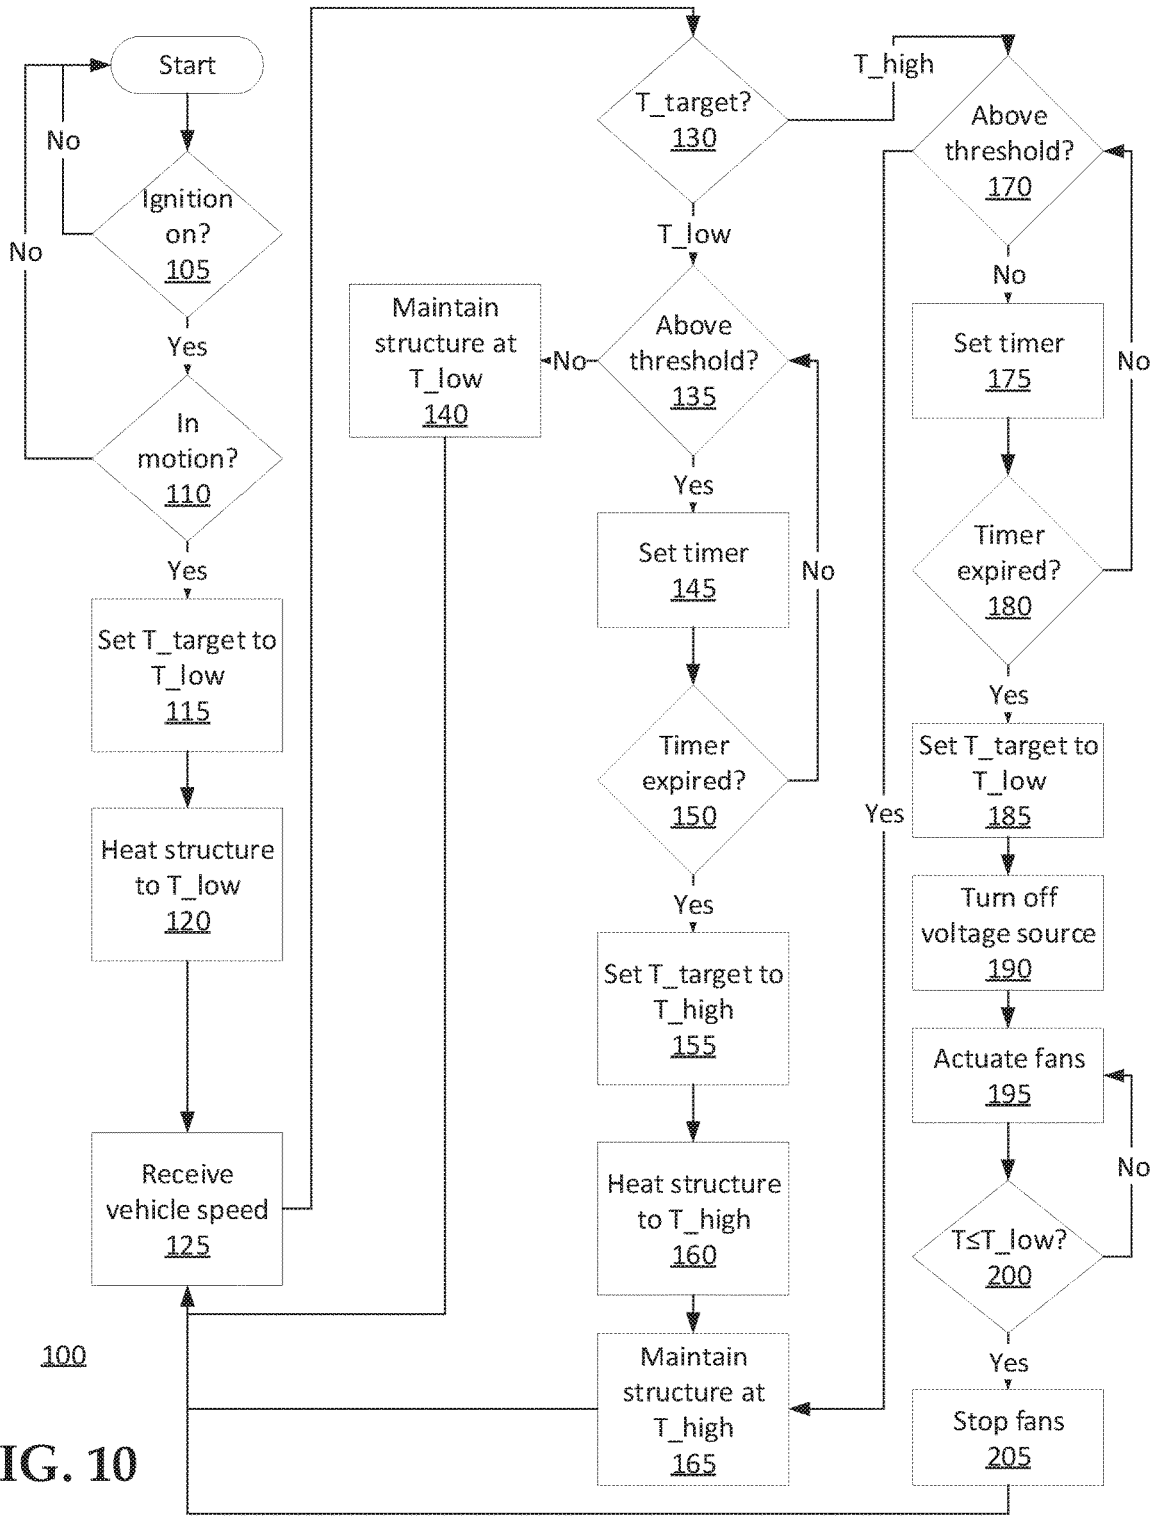 Start
No
Ignition
on?
105
No
Yes
In
motion?
110
Yes
Set T_target to
T_low
115
Heat structure
to T_low
120
Receive
vehicle speed
125
100
IG. 10
T_target?
130
T_high
T_low
Maintain
structure at
T_low
140
No
Above
threshold?
135
Yes
Set timer
145
No
Timer
expired?
150
Yes
Set T_target to
T_high
155
Heat structure
to T_high
160
Maintain
structure at
T_high
165
Above
threshold?
170
Yes
No
Set timer
175
No
Timer
expired?
180
Yes
Set T_target to
T_low
185
Turn off
voltage source
190
Actuate fans
195
No
T≤T_low?
200
Yes
Stop fans
205